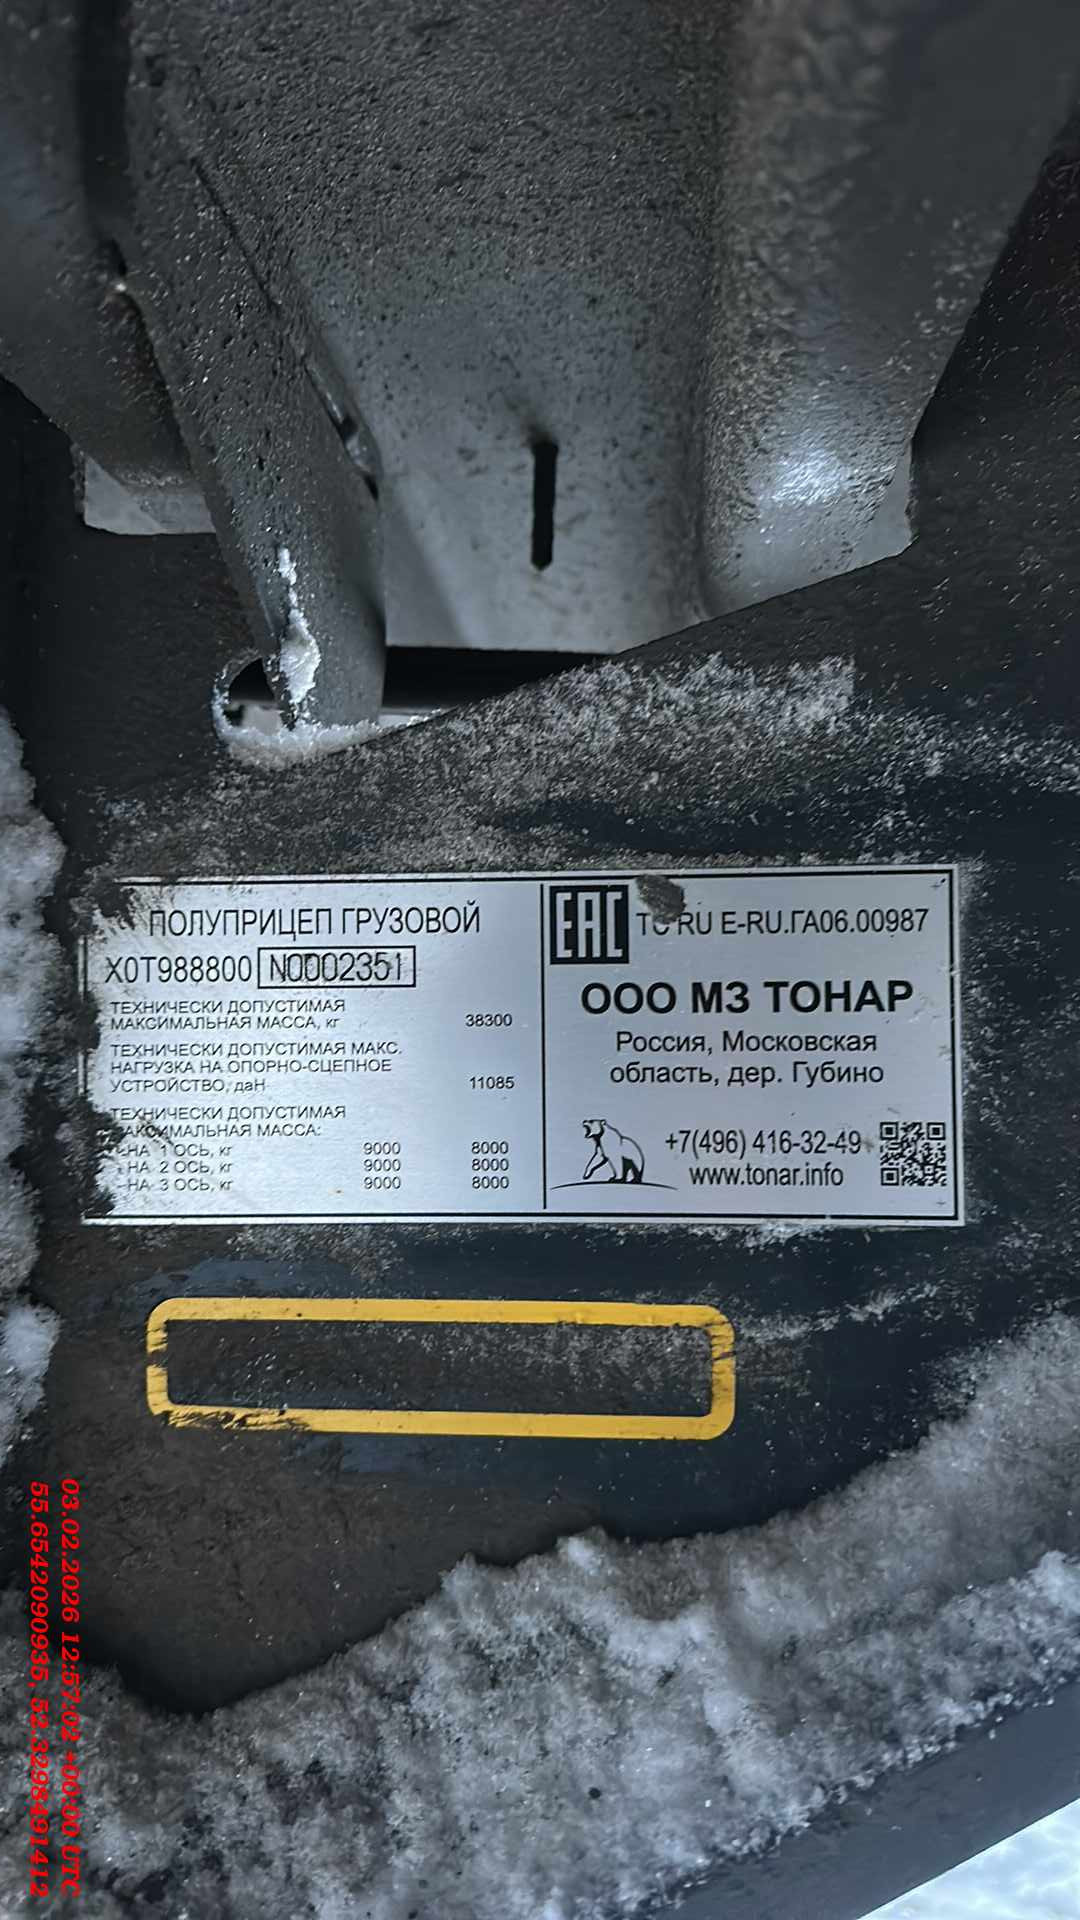 ПОЛУПРИЦЕП ГРУЗОВОЙ
X0T988800 N0002351
ТЕХНИЧЕСКИ ДОПУСТИМАЯ
МАКСИМАЛЬНАЯ МАССА, кг 38300
ТЕХНИЧЕСКИ ДОПУСТИМАЯ МАКС.
НАГРУЗКА НА ОПОРНО-СЦЕПНОЕ
УСТРОЙСТВО, даН 11085
ТЕХНИЧЕСКИ ДОПУСТИМАЯ
МАКСИМАЛЬНАЯ МАССА:
-НА 1 ОСЬ, кг 9000 8000
-НА 2 ОСЬ, кг 9000 8000
-НА 3 ОСЬ, кг 9000 8000
EAC ТС RU E-RU.ГА06.00987
ООО МЗ ТОНАР
Россия, Московская
область, дер. Губино
+7(496) 416-32-49
www.tonar.info
03.02.2026 12:57:02 +00:00 UTC
55.6542090935, 52.3298491412